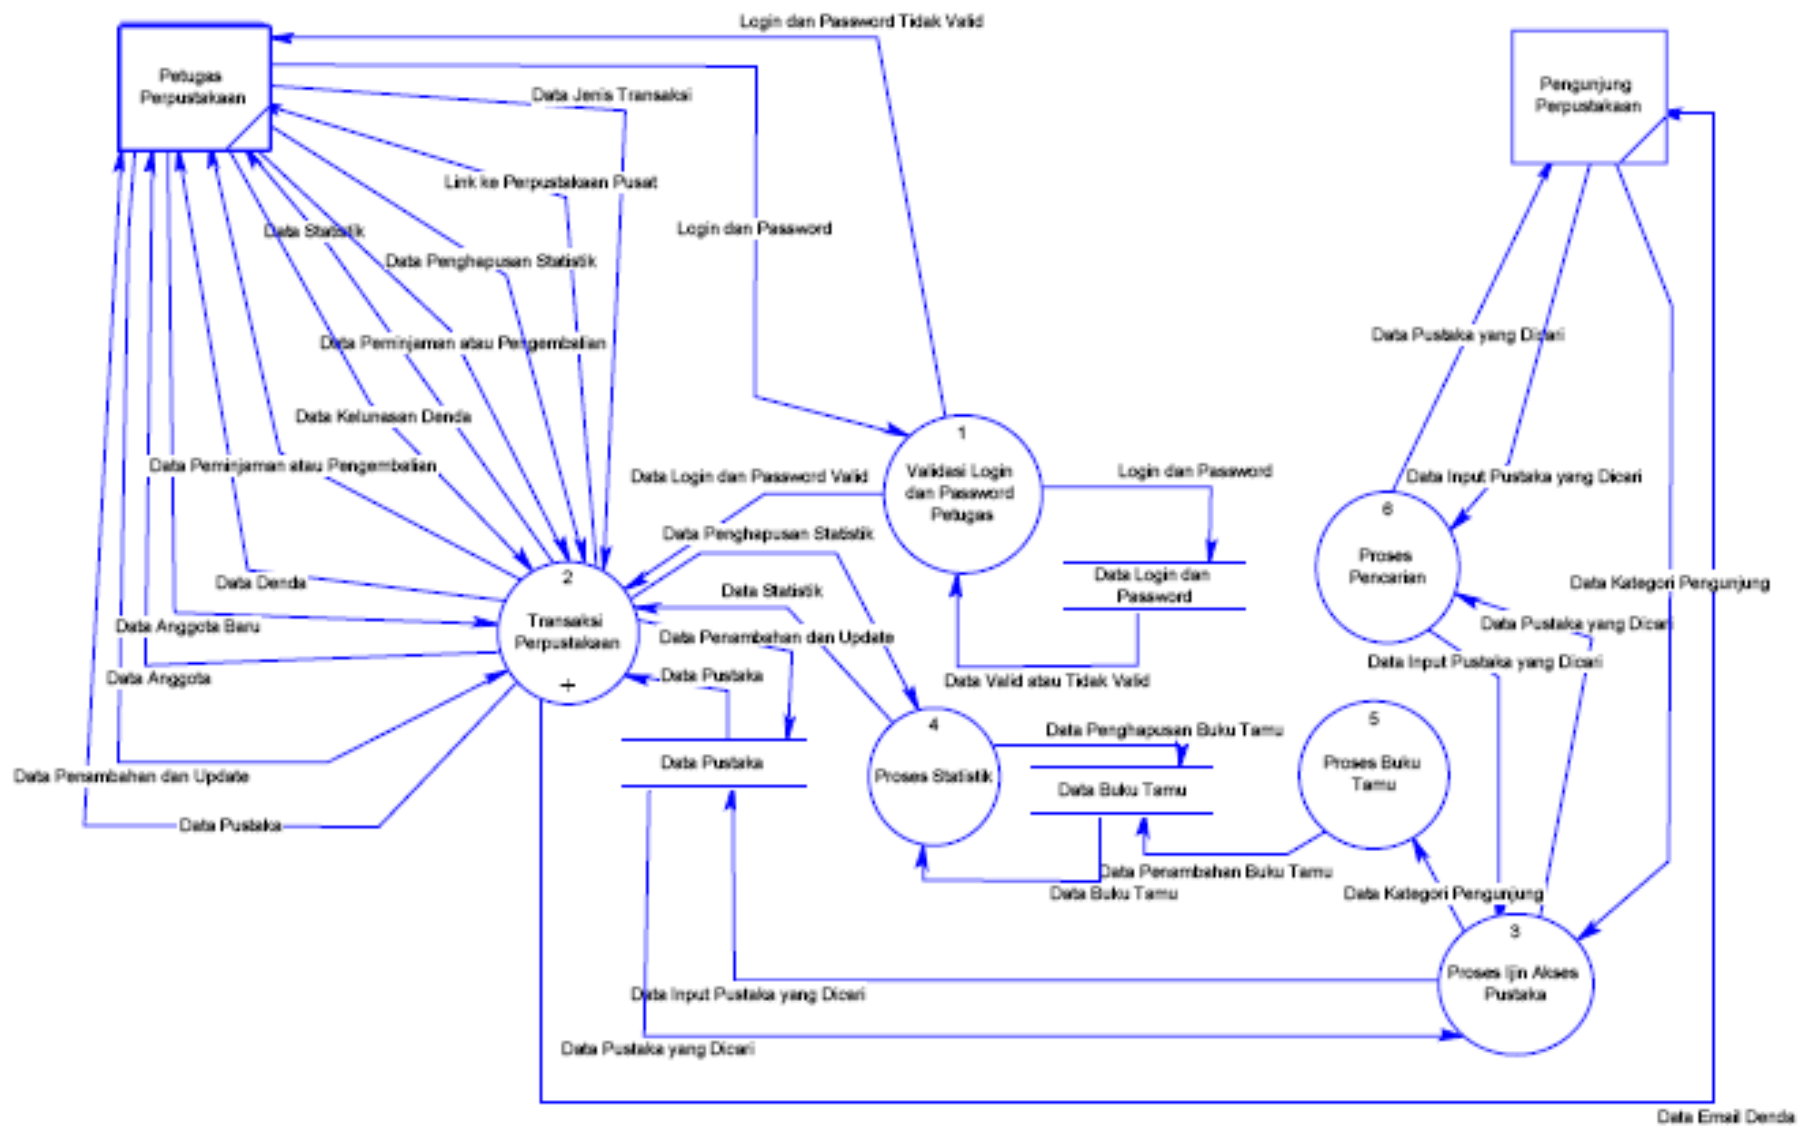 Login dan Password Tidak Valid
Petugas
Perpustakaan
Pengunjung
Perpustakaan
Data Jenis Transaksi
Link ke Perpustakaan Pusat
Login dan Password
Data Statistik
Data Penghapusan Statistik
Data Peminjaman atau Pengembalian
Data Pustaka yang Dicari
Data Kelunasan Denda
1
Validasi Login
dan Password
Petugas
Data Peminjaman atau Pengembalian
Data Login dan Password Valid
Login dan Password
Data Input Pustaka yang Dicari
6
Proses
Pencarian
Data Penghapusan Statistik
Data Denda
2
Transaksi
Perpustakaan
+
Data Statistik
Data Login dan
Password
Data Kategori Pengunjung
Data Anggota Baru
Data Penambahan dan Update
Data Pustaka yang Dicari
Data Input Pustaka yang Dicari
Data Anggota
Data Pustaka
Data Valid atau Tidak Valid
4
Proses Statistik
Data Penghapusan Buku Tamu
5
Proses Buku
Tamu
Data Pustaka
Data Penambahan dan Update
Data Buku Tamu
Data Pustaka
Data Penambahan Buku Tamu
Data Buku Tamu
Data Kategori Pengunjung
3
Proses Ijin Akses
Pustaka
Data Input Pustaka yang Dicari
Data Pustaka yang Dicari
Data Email Denda